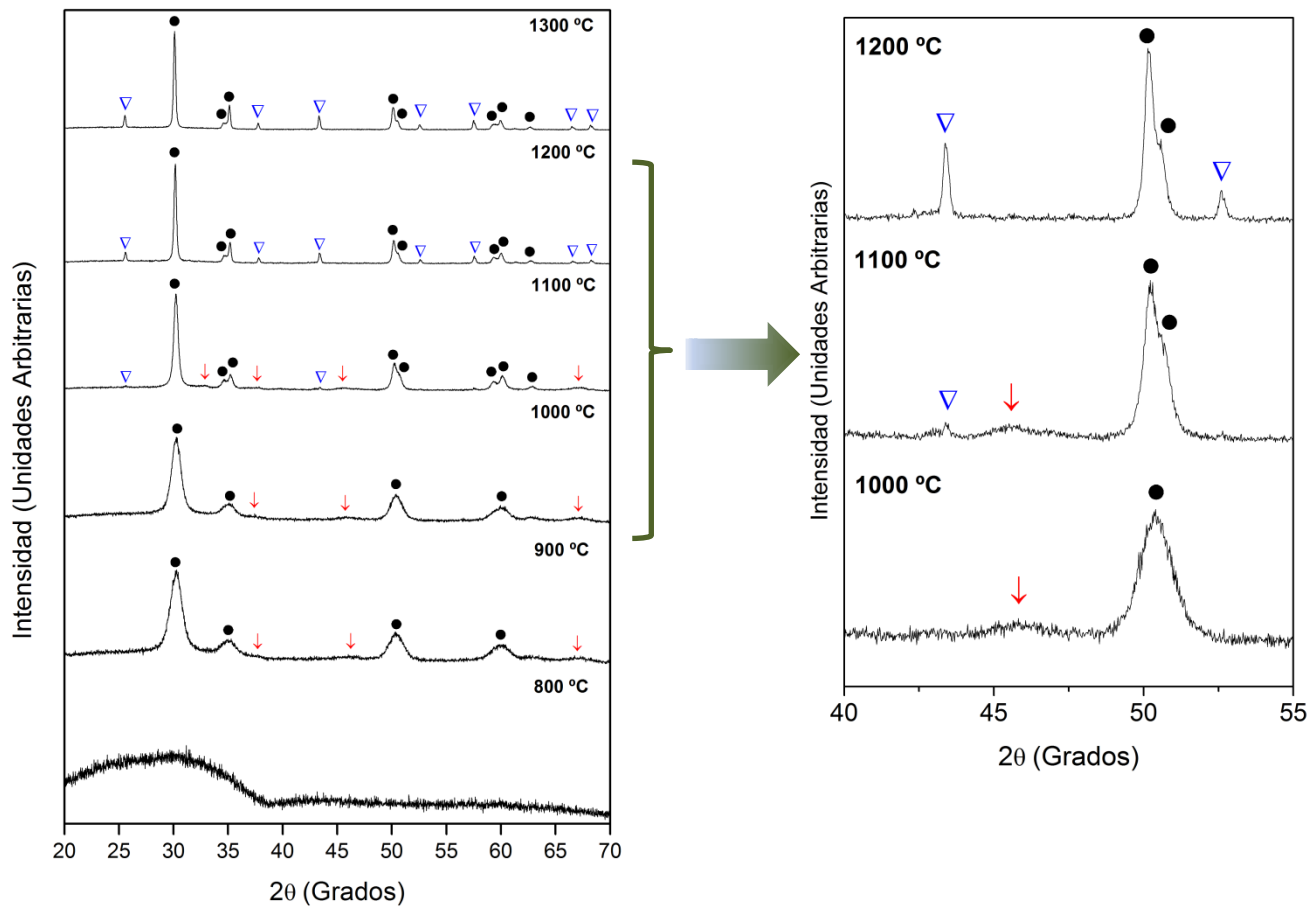 Intensidad (Unidades Arbitrarias)
1300 ºC
1200 ºC
1100 ºC
1000 ºC
900 ºC
800 ºC
20 25 30 35 40 45 50 55 60 65 70
2θ (Grados)
Intensidad (Unidades Arbitrarias)
1200 ºC
1100 ºC
1000 ºC
40 45 50 55
2θ (Grados)